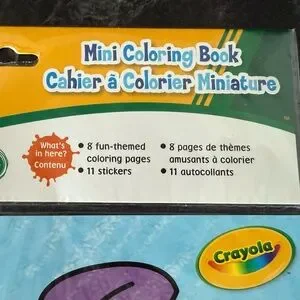 Mini Coloring Book
Cahier à Colorier Miniature
What's
in here?
Contenu
• 8 fun-themed
coloring pages
• 11 stickers
• 8 pages de thèmes
amusants à colorier
• 11 autocollants
Crayola